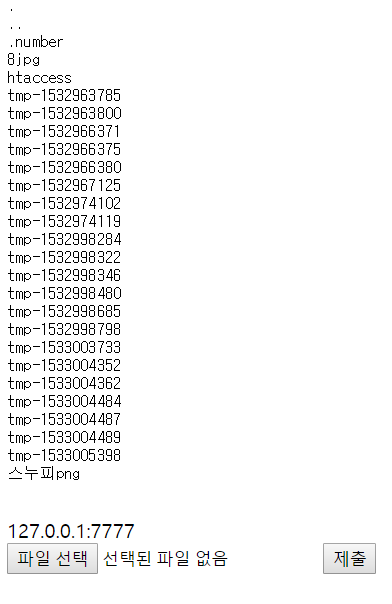 .
..
.number
8jpg
htaccess
tmp-1532963785
tmp-1532963800
tmp-1532966371
tmp-1532966375
tmp-1532966380
tmp-1532967125
tmp-1532974102
tmp-1532974119
tmp-1532998284
tmp-1532998322
tmp-1532998346
tmp-1532998480
tmp-1532998685
tmp-1532998798
tmp-1533003733
tmp-1533004352
tmp-1533004362
tmp-1533004484
tmp-1533004487
tmp-1533004489
tmp-1533005398
스누피png
127.0.0.1:7777
파일 선택 선택된 파일 없음 제출